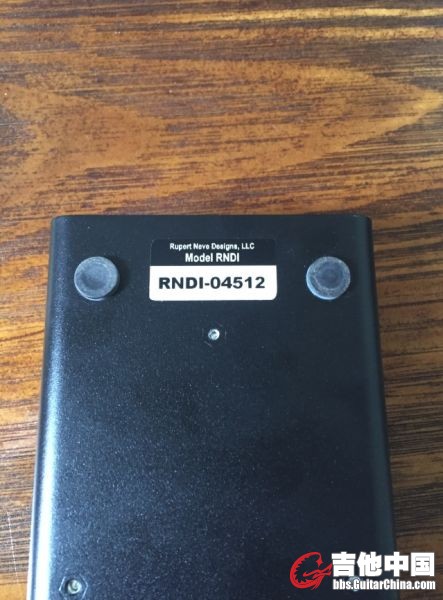 Rupert Neve Designs, LLC
Model RNDI
RNDI-04512
吉他中国
bbs.GuitarChina.com